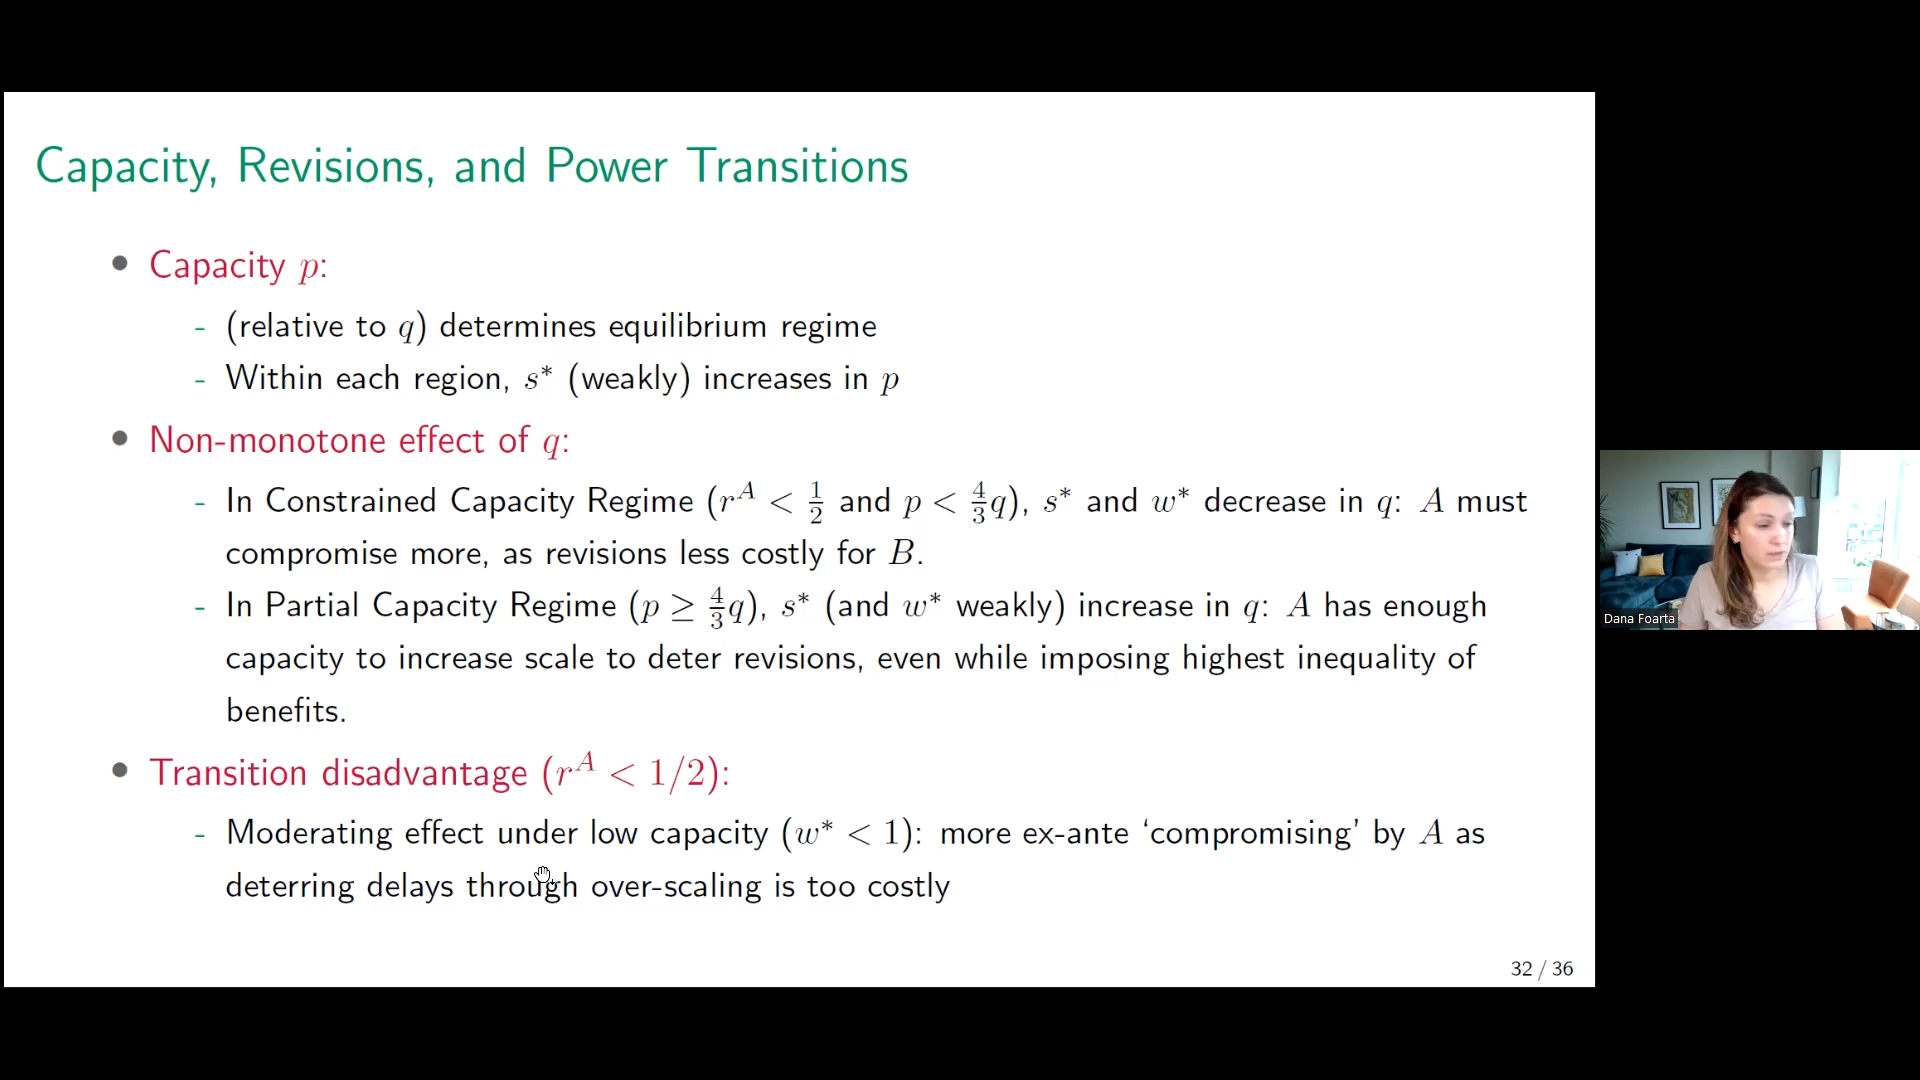 Capacity, Revisions, and Power Transitions
• Capacity p:
- (relative to q) determines equilibrium regime
- Within each region, s* (weakly) increases in p
• Non-monotone effect of q:
- In Constrained Capacity Regime (r^A < 1/2 and p < 4/3 q), s* and w* decrease in q: A must
compromise more, as revisions less costly for B.
- In Partial Capacity Regime (p ≥ 4/3 q), s* (and w* weakly) increase in q: A has enough
capacity to increase scale to deter revisions, even while imposing highest inequality of
benefits.
• Transition disadvantage (r^A < 1/2):
- Moderating effect under low capacity (w* < 1): more ex-ante ‘compromising’ by A as
deterring delays through over-scaling is too costly
32 / 36
Dana Foarta